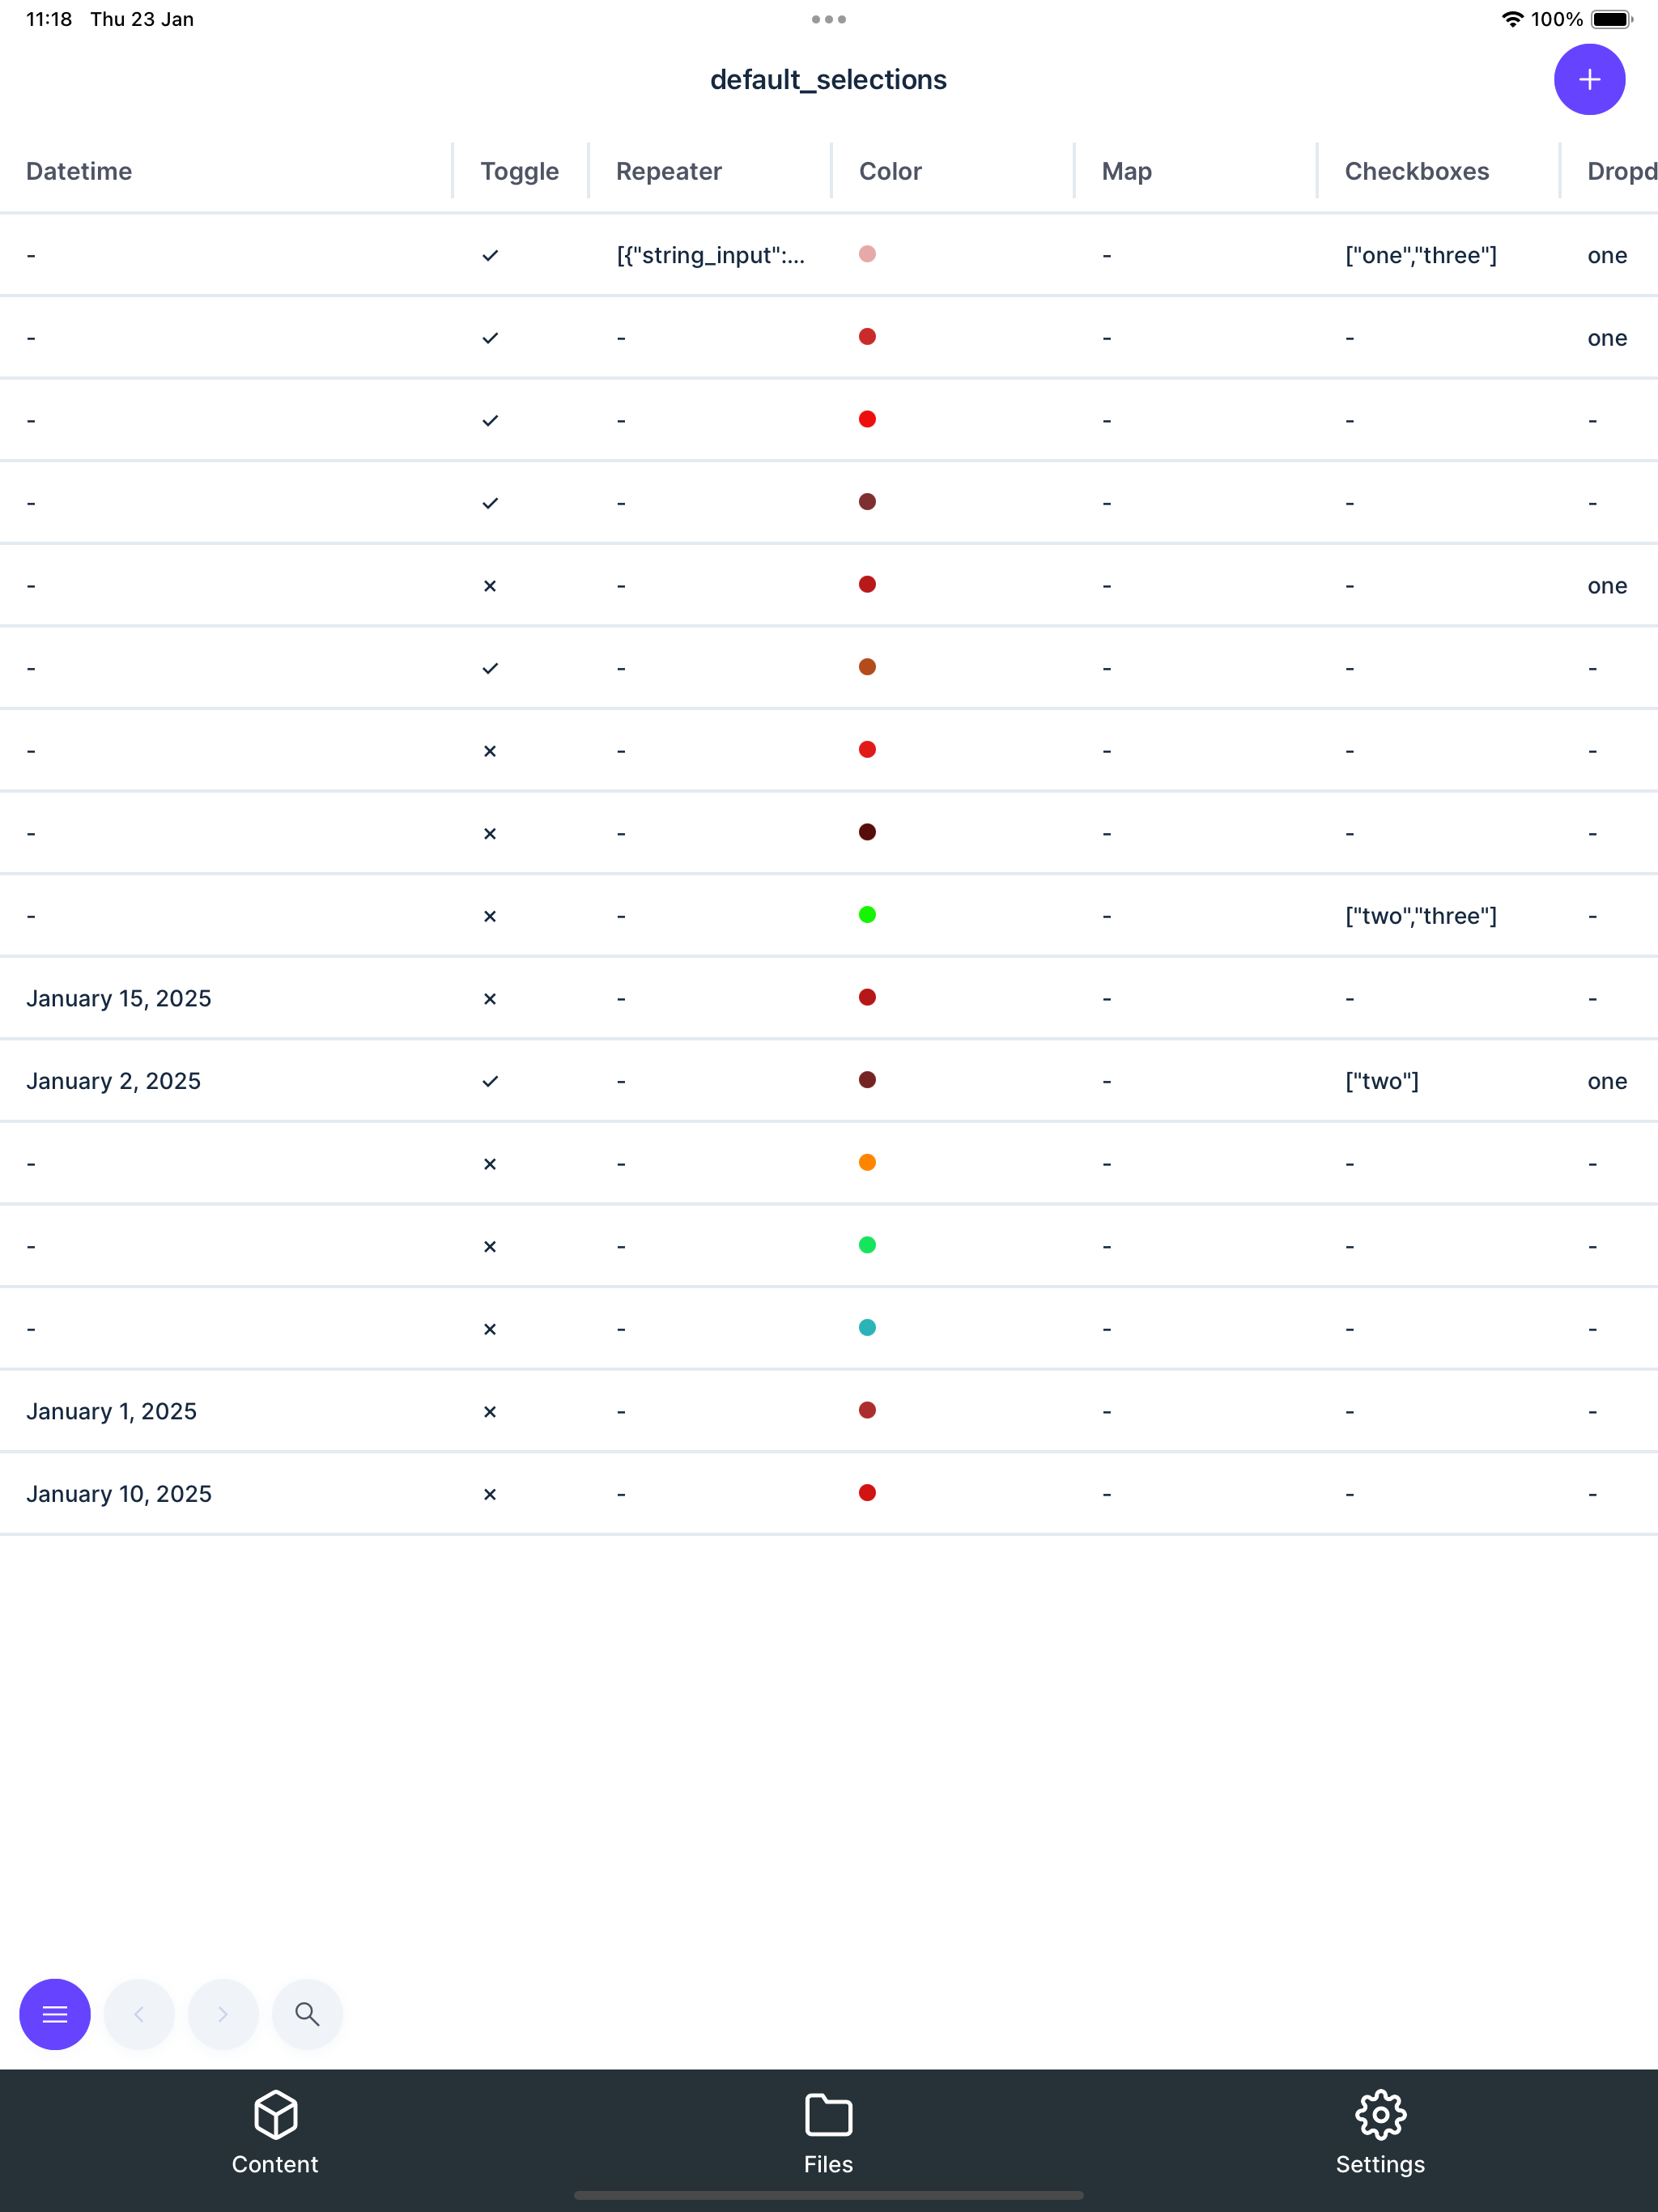 11:18 Thu 23 Jan 100%
default_selections
Datetime Toggle Repeater Color Map Checkboxes Dropd
- ✓ [{"string_input":... - ["one","three"] one
- ✓ - - - one
- ✓ - - - -
- ✓ - - - -
- × - - - one
- ✓ - - - -
- × - - - -
- × - - - -
- × - - ["two","three"] -
January 15, 2025 × - - - -
January 2, 2025 ✓ - - ["two"] one
- × - - - -
- × - - - -
- × - - - -
January 1, 2025 × - - - -
January 10, 2025 × - - - -
Content Files Settings